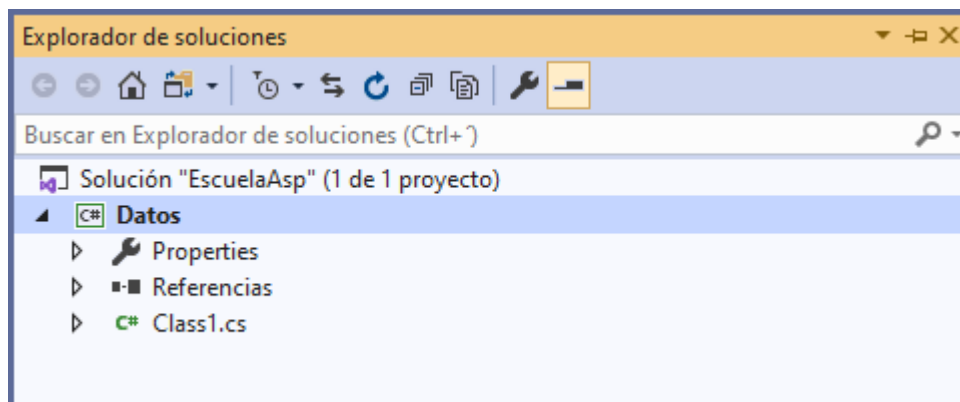 Explorador de soluciones
Buscar en Explorador de soluciones (Ctrl+´)
Solución "EscuelaAsp" (1 de 1 proyecto)
C# Datos
Properties
Referencias
C# Class1.cs